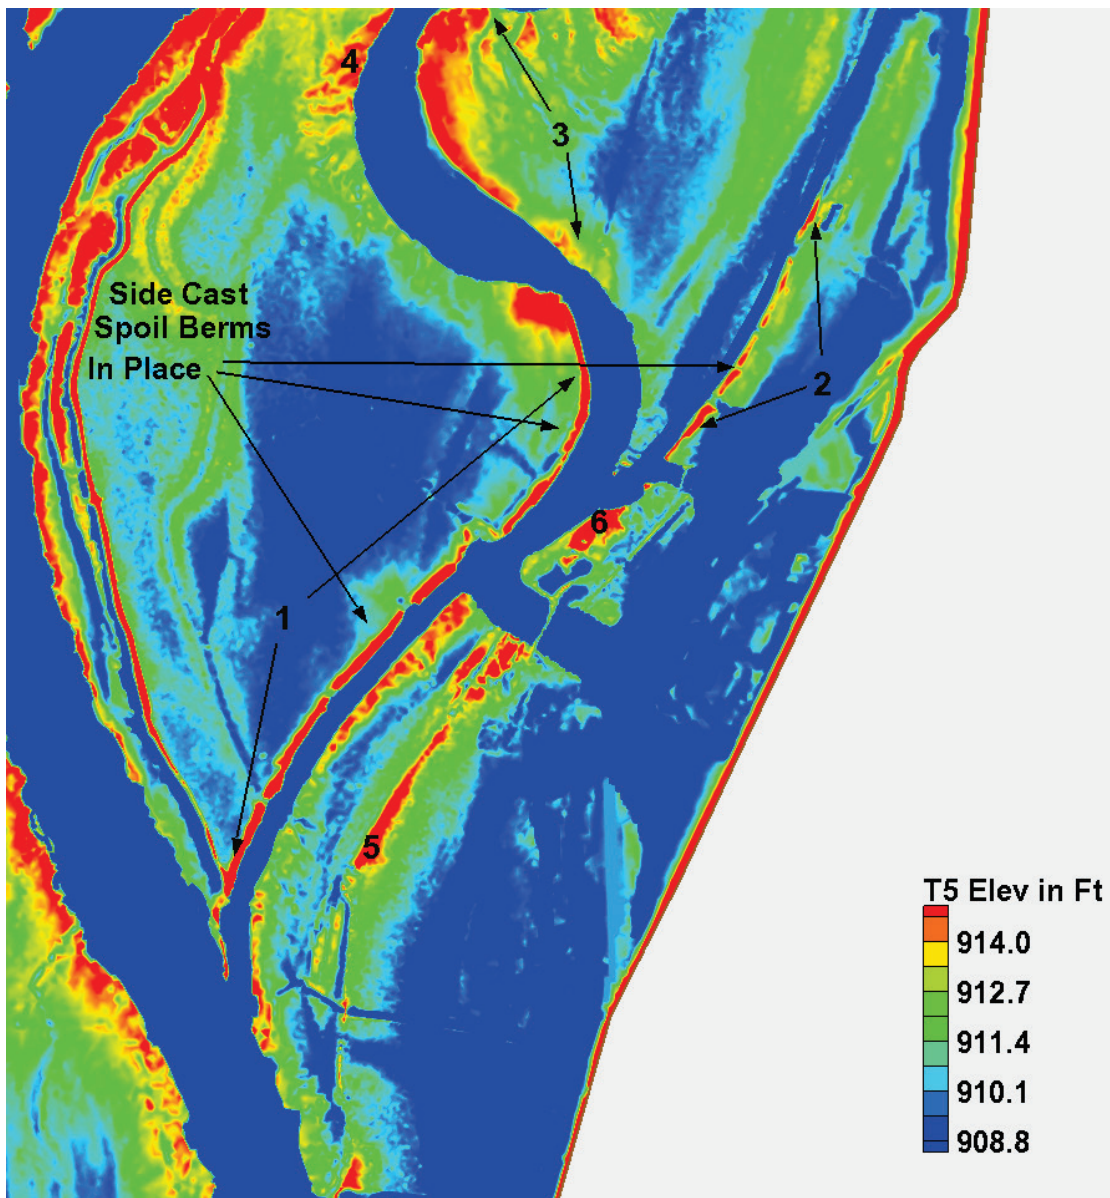 4
3
Side Cast
Spoil Berms
In Place
2
6
1
5
T5 Elev in Ft
914.0
912.7
911.4
910.1
908.8